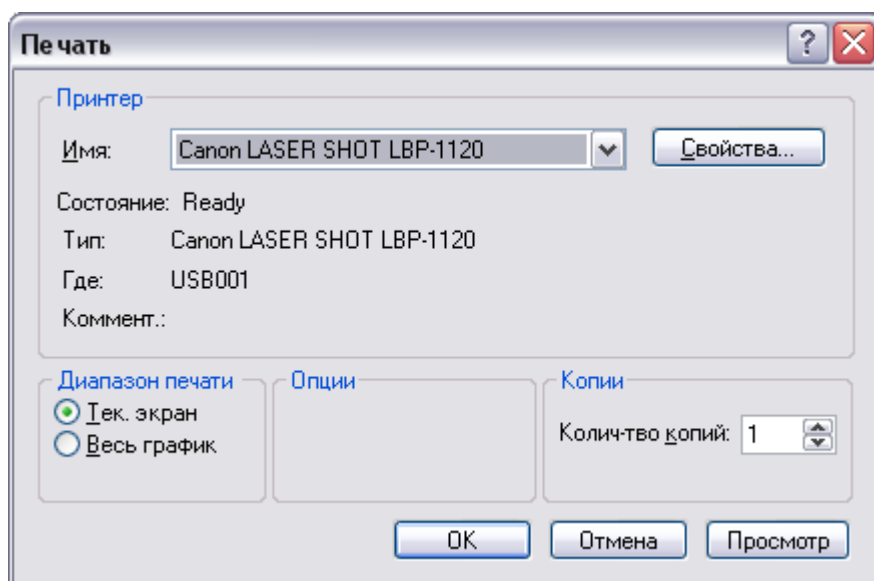 Печать
Принтер
Имя: Canon LASER SHOT LBP-1120 Свойства...
Состояние: Ready
Тип: Canon LASER SHOT LBP-1120
Где: USB001
Коммент.:
Диапазон печати Опции Копии
Тек. экран
Весь график
Колич-тво копий: 1
OK Отмена Просмотр